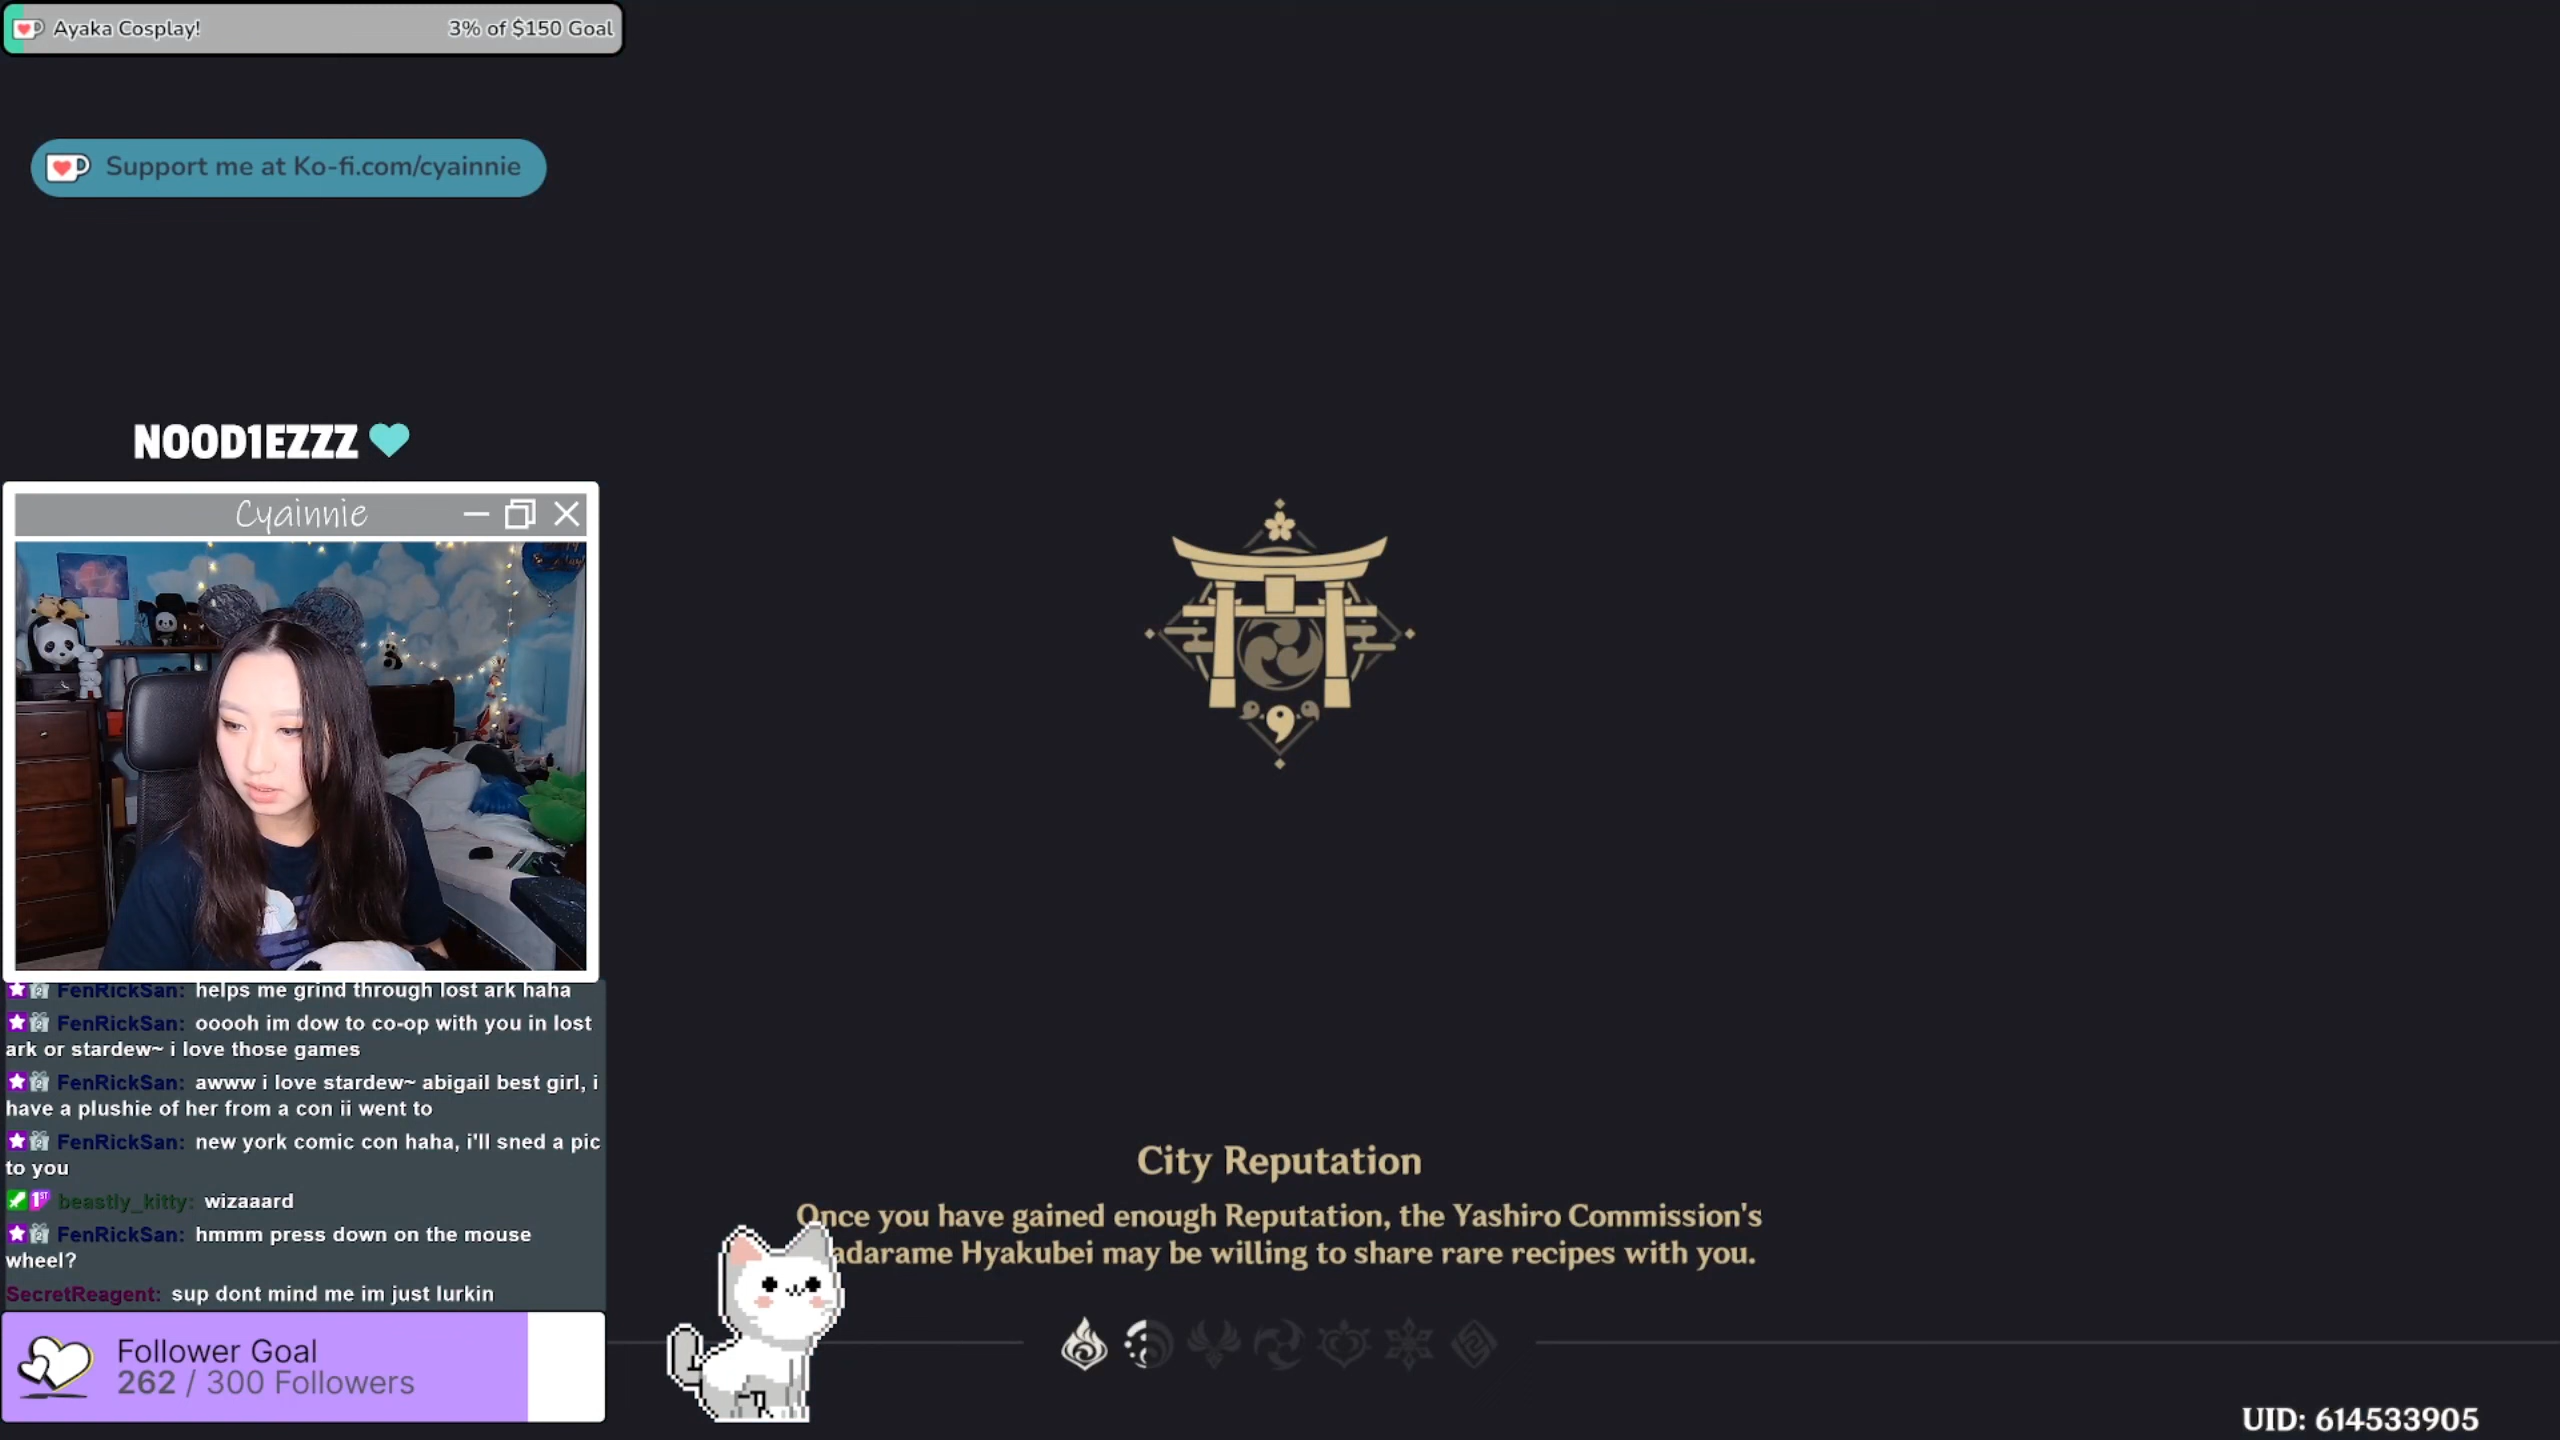 Ayaka Cosplay!
3% of $150 Goal
Support me at Ko-fi.com/cyainnie
NOOD1EZZZ
Cyainnie
FenRickSan: helps me grind through lost ark haha
FenRickSan: ooooh im dow to co-op with you in lost
ark or stardew~ i love those games
FenRickSan: awww i love stardew~ abigail best girl, i
have a plushie of her from a con ii went to
FenRickSan: new york comic con haha, i'll sned a pic
to you
1ST beastly_kitty: wizaaard
FenRickSan: hmmm press down on the mouse
wheel?
SecretReagent: sup dont mind me im just lurkin
Follower Goal
262 / 300 Followers
City Reputation
Once you have gained enough Reputation, the Yashiro Commission's
adarame Hyakubei may be willing to share rare recipes with you.
UID: 614533905